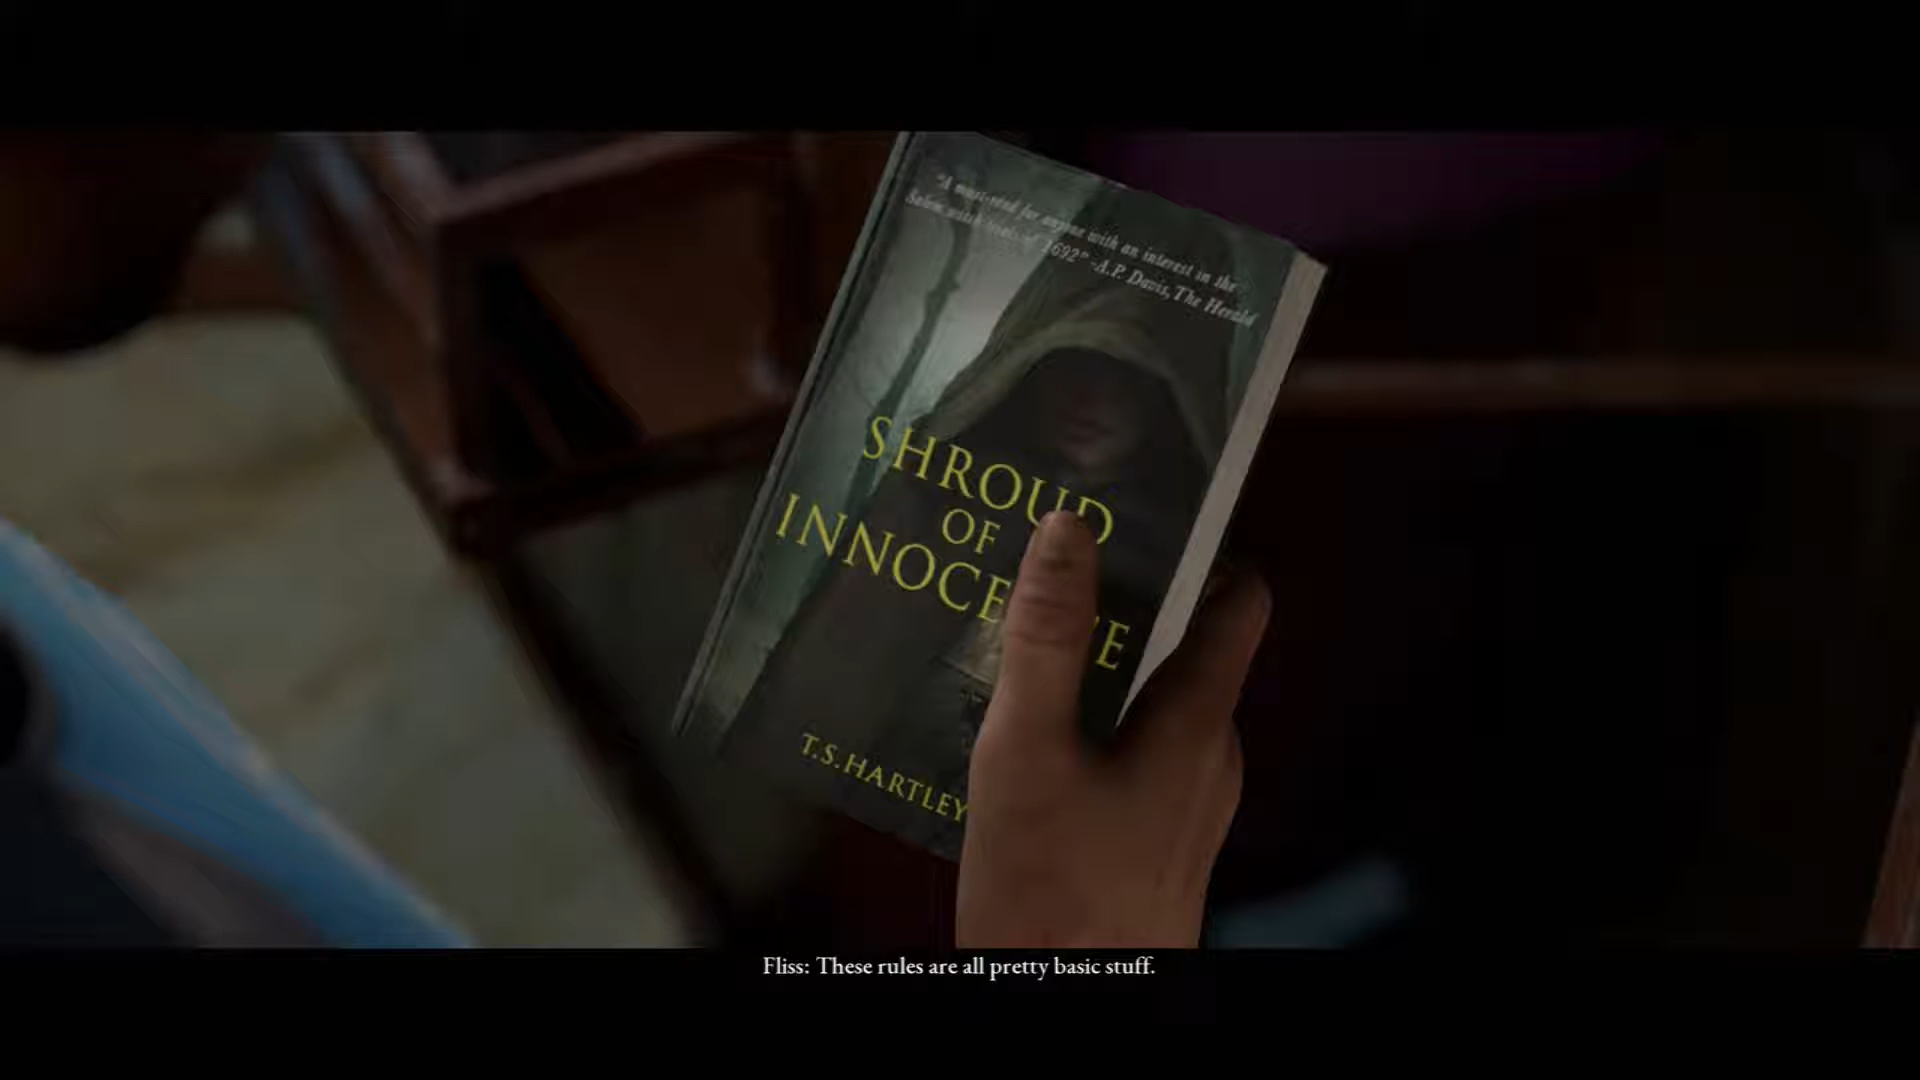 "A must-read for anyone with an interest in the
Salem witch trials of 1692" -A.P. Davis, The Herald
SHROUD
OF
INNOCE E
T.S. HARTLEY
Fliss: These rules are all pretty basic stuff.